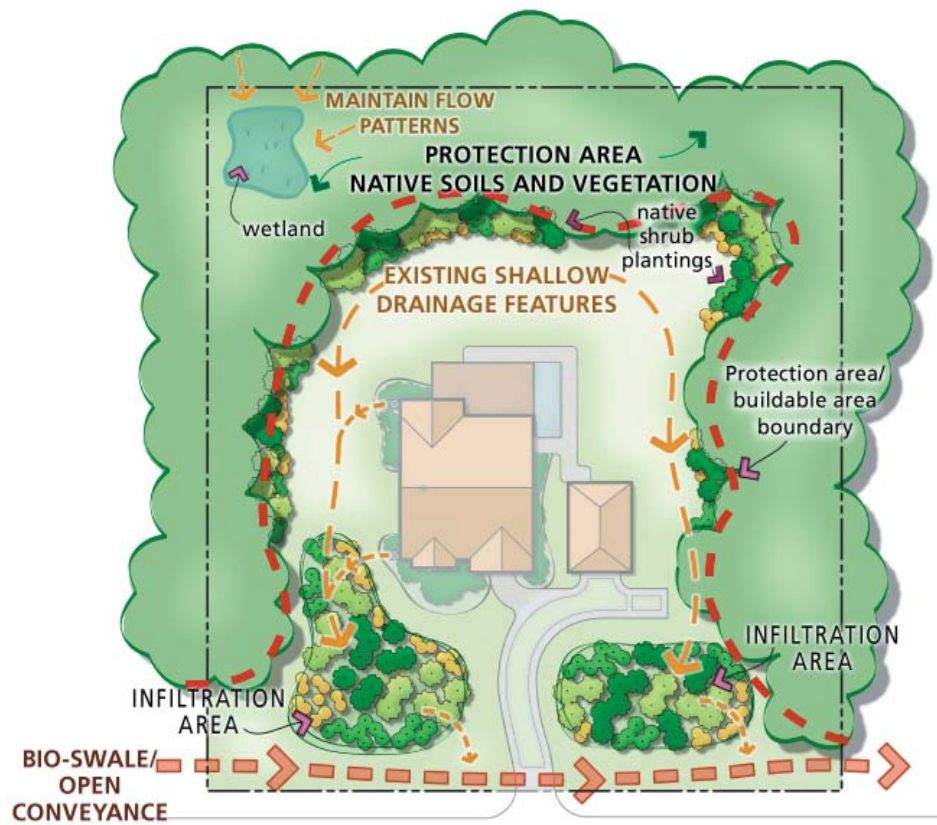 MAINTAIN FLOW
PATTERNS
PROTECTION AREA
NATIVE SOILS AND VEGETATION
wetland
native
shrub
plantings
EXISTING SHALLOW
DRAINAGE FEATURES
Protection area/
buildable area
boundary
INFILTRATION
AREA
INFILTRATION
AREA
BIO-SWALE/
OPEN
CONVEYANCE